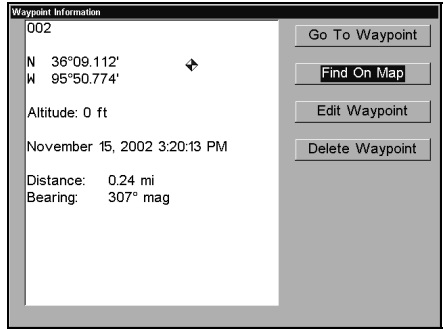 Waypoint Information
002
N 36°09.112'
W 95°50.774'
Altitude: 0 ft
November 15, 2002 3:20:13 PM
Distance: 0.24 mi
Bearing: 307° mag
Go To Waypoint
Find On Map
Edit Waypoint
Delete Waypoint